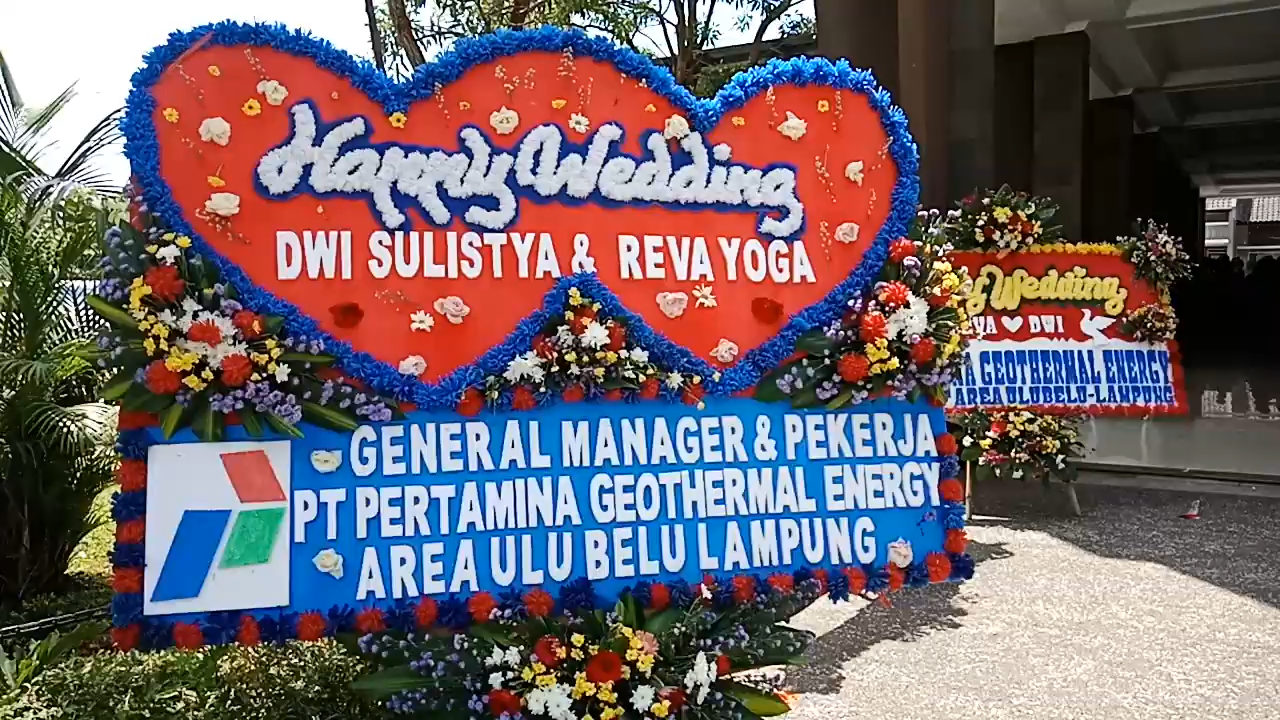 Happy Wedding
DWI SULISTYA & REVA YOGA
GENERAL MANAGER & PEKERJA
PT PERTAMINA GEOTHERMAL ENERGY
AREA ULU BELU LAMPUNG
Wedding
DWI
GEOTHERMAL ENERGY
AREA ULUBELU-LAMPUNG